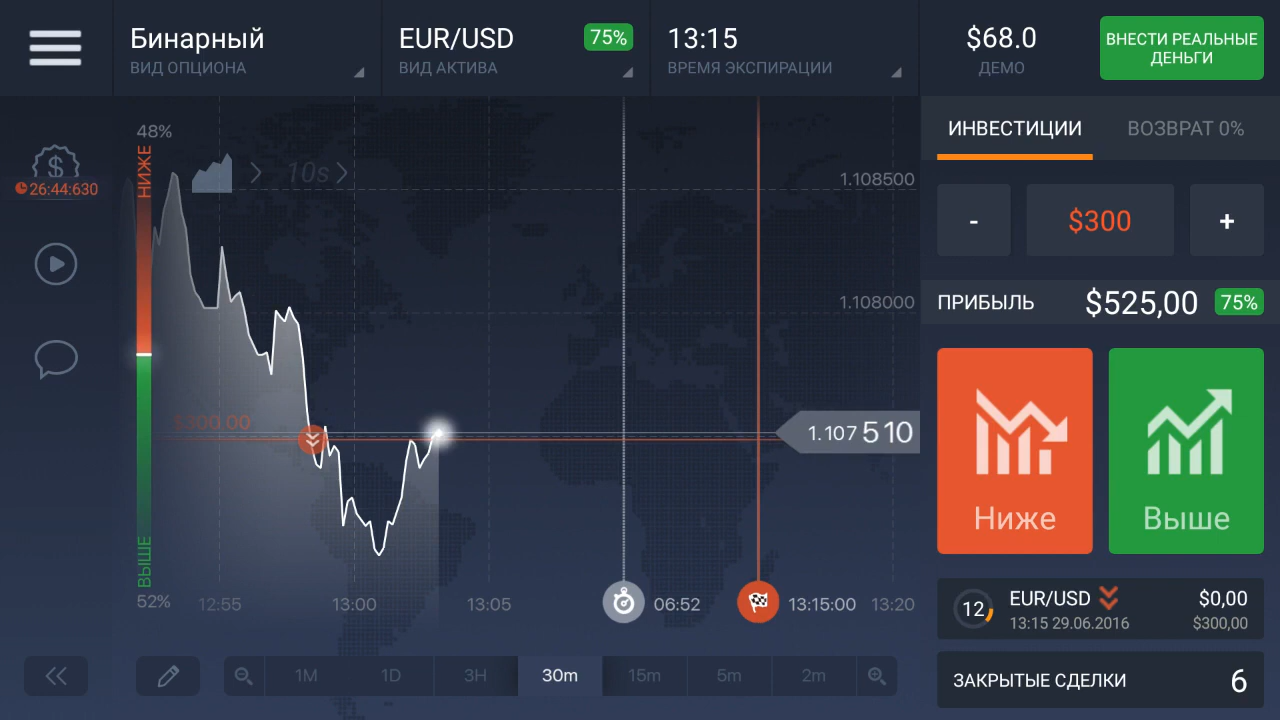 Бинарный
ВИД ОПЦИОНА
EUR/USD 75%
ВИД АКТИВА
13:15
ВРЕМЯ ЭКСПИРАЦИИ
$68.0
ДЕМО
ВНЕСТИ РЕАЛЬНЫЕ
ДЕНЬГИ
26:44:630
48%
НИЖЕ
10s
1.108500
1.108000
$300.00
1.107510
ВЫШЕ
52%
12:55 13:00 13:05 06:52 13:15:00 13:20
1M 1D 3H 30m 15m 5m 2m
ИНВЕСТИЦИИ ВОЗВРАТ 0%
- $300 +
ПРИБЫЛЬ $525,00 75%
Ниже Выше
12 EUR/USD $0,00
13:15 29.06.2016 $300,00
ЗАКРЫТЫЕ СДЕЛКИ 6